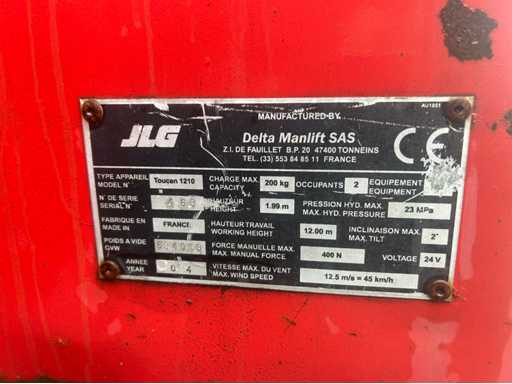 AU1851
MANUFACTURED BY
JLG
Delta Manlift SAS
Z.I. DE FAUILLET B.P. 20 47400 TONNEINS
TEL. (33) 553 84 85 11 FRANCE
CE
TYPE APPAREIL
MODEL N°
Toucan 1210
CHARGE MAX.
CAPACITY
200 kg
OCCUPANTS
2
EQUIPEMENT
EQUIPMENT
N° DE SERIE
SERIAL N°
HAUTEUR
HEIGHT
1.99 m
PRESSION HYD. MAX.
MAX. HYD. PRESSURE
23 MPa
FABRIQUE EN
MADE IN
FRANCE
HAUTEUR TRAVAIL
WORKING HEIGHT
12.00 m
INCLINAISON MAX.
MAX. TILT
2°
POIDS A VIDE
GVW
FORCE MANUELLE MAX.
MAX. MANUAL FORCE
400 N
VOLTAGE
24 V
ANNEE
YEAR
04
VITESSE MAX. DU VENT
MAX. WIND SPEED
12.5 m/s = 45 km/h